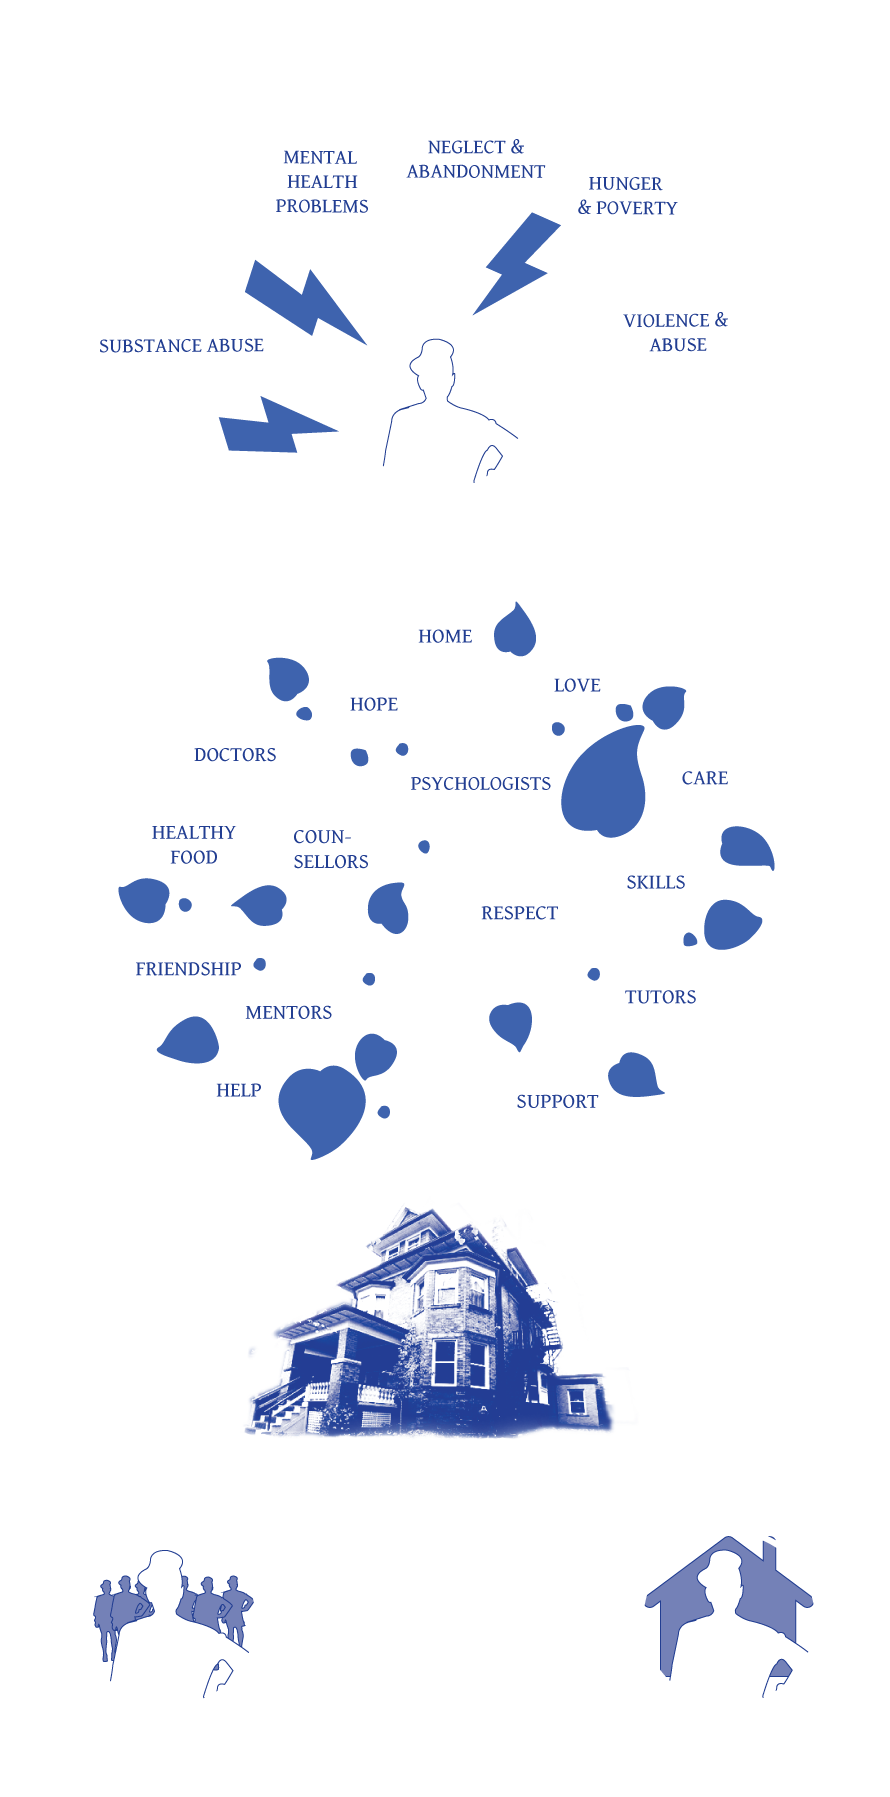 NEGLECT &
ABANDONMENT
MENTAL
HEALTH
PROBLEMS
HUNGER
& POVERTY
VIOLENCE &
ABUSE
SUBSTANCE ABUSE
HOME
LOVE
HOPE
DOCTORS
PSYCHOLOGISTS
CARE
HEALTHY
FOOD
COUN-
SELLORS
SKILLS
RESPECT
FRIENDSHIP
TUTORS
MENTORS
HELP
SUPPORT